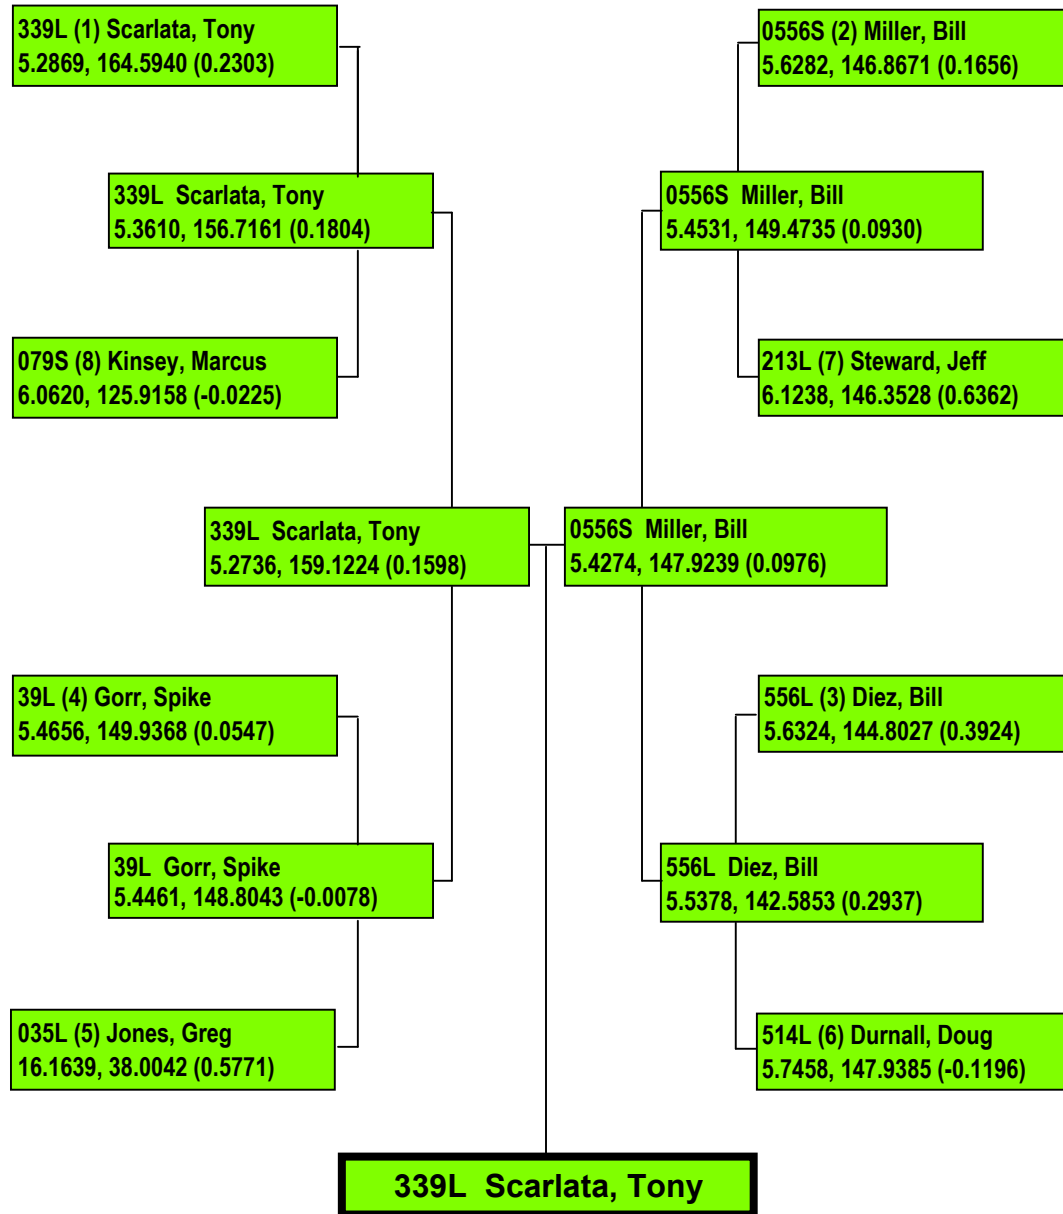 339L (1) Scarlata, Tony
5.2869, 164.5940 (0.2303)
0556S (2) Miller, Bill
5.6282, 146.8671 (0.1656)
339L Scarlata, Tony
5.3610, 156.7161 (0.1804)
0556S Miller, Bill
5.4531, 149.4735 (0.0930)
079S (8) Kinsey, Marcus
6.0620, 125.9158 (-0.0225)
213L (7) Steward, Jeff
6.1238, 146.3528 (0.6362)
339L Scarlata, Tony
5.2736, 159.1224 (0.1598)
0556S Miller, Bill
5.4274, 147.9239 (0.0976)
39L (4) Gorr, Spike
5.4656, 149.9368 (0.0547)
556L (3) Diez, Bill
5.6324, 144.8027 (0.3924)
39L Gorr, Spike
5.4461, 148.8043 (-0.0078)
556L Diez, Bill
5.5378, 142.5853 (0.2937)
035L (5) Jones, Greg
16.1639, 38.0042 (0.5771)
514L (6) Durnall, Doug
5.7458, 147.9385 (-0.1196)
339L Scarlata, Tony